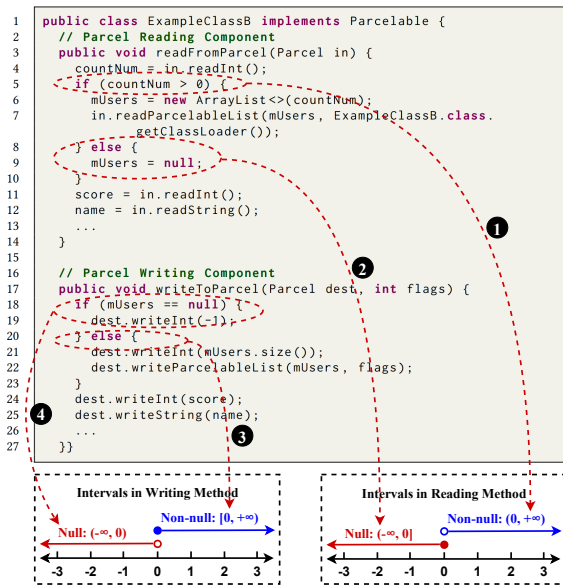 1 public class ExampleClassB implements Parcelable {
2 // Parcel Reading Component
3 public void readFromParcel(Parcel in) {
4 countNum = in.readInt();
5 if (countNum > 0) {
6 mUsers = new ArrayList<>(countNum);
7 in.readParcelableList(mUsers, ExampleClassB.class.
getClassLoader());
8 } else {
9 mUsers = null;
10 }
11 score = in.readInt();
12 name = in.readString();
13 ...
14 }
15
16 // Parcel Writing Component
17 public void writeToParcel(Parcel dest, int flags) {
18 if (mUsers == null) {
19 dest.writeInt(-1);
20 } else {
21 dest.writeInt(mUsers.size());
22 dest.writeParcelableList(mUsers, flags);
23 }
24 dest.writeInt(score);
25 dest.writeString(name);
26 ...
27 }}
1
2
3
4
Intervals in Writing Method
Non-null: [0, +∞)
Null: (-∞, 0)
-3 -2 -1 0 1 2 3
Intervals in Reading Method
Non-null: (0, +∞)
Null: (-∞, 0]
-3 -2 -1 0 1 2 3